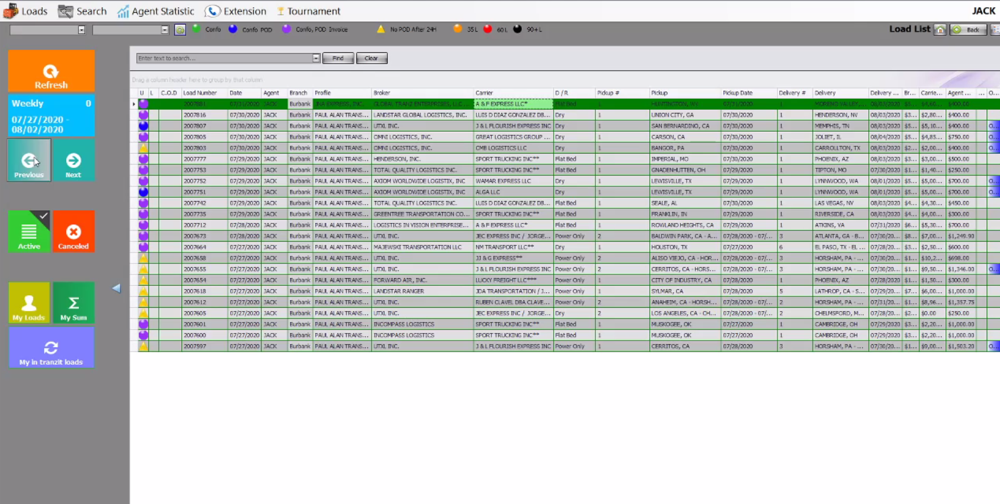 Loads Search Agent Statistic Extension Tournament JACK
Confo Confo POD Confo, POD Invoice No POD After 24H 35 L 60 L 90+ L Load List Back
Refresh
Weekly 0
07/27/2020 -
08/02/2020
Previous Next
Active Canceled
My Loads My Sum
My in tranzit loads
Enter text to search... Find Clear
Drag a column header here to group by that column
U L C.O.D Load Number Date Agent Branch Profile Broker Carrier D / R Pickup # Pickup Pickup Date Delivery # Delivery Delivery ... Br... Carrie... Agent ... ... O...
2007881 07/31/2020 JACK Burbank JNA EXPRESS, INC. GLOBAL TRANZ ENTERPRISES, LLC ... A & F EXPRESS LLC* Flat Bed 1 HUNTINGTON, WV 07/31/2020 1 MORENO VALLEY,... 08/03/2020 $5... $4,60... $400.00
2007816 07/30/2020 JACK Burbank PAUL ALAN TRANS... LANDSTAR GLOBAL LOGISTICS, INC. LUIS D DIAZ GONZALEZ DB... Dry 1 UNION CITY, GA 07/30/2020 1 HENDERSON, NV 08/03/2020 $3... $2,80... $400.00
2007807 07/30/2020 JACK Burbank PAUL ALAN TRANS... UTXL INC. J & L FLOURISH EXPRESS INC Dry 1 SAN BERNARDINO, CA 07/30/2020 1 MEMPHIS, TN 08/03/2020 $5... $5,10... $400.00 O...
2007805 07/30/2020 JACK Burbank PAUL ALAN TRANS... OMNI LOGISTICS, INC. GREAT LOGISTICS GROUP ... Dry 1 CARSON, CA 07/30/2020 1 JOLIET, IL 08/04/2020 $5... $4,85... $750.00 O...
2007803 07/30/2020 JACK Burbank PAUL ALAN TRANS... OMNI LOGISTICS, INC. CMB LOGISTICS LLC Dry 1 BANGOR, PA 07/30/2020 1 CARROLLTON, TX 08/03/2020 $2... $2,00... $400.00 O...
2007777 07/29/2020 JACK Burbank PAUL ALAN TRANS... HENDERSON, INC. SPORT TRUCKING INC** Flat Bed 1 IMPERIAL, MO 07/30/2020 1 PHOENIX, AZ 08/03/2020 $3... $3,00... $500.00
2007753 07/29/2020 JACK Burbank PAUL ALAN TRANS... TOTAL QUALITY LOGISTICS INC. SPORT TRUCKING INC** Flat Bed 1 GNADENHUTTEN, OH 07/29/2020 1 TIPTON, MO 07/30/2020 $1... $1,40... $250.00
2007752 07/29/2020 JACK Burbank PAUL ALAN TRANS... AXIOM WORLDWIDE LOGISTIX, INC WAMAR EXPRESS LLC Dry 1 LEWISVILLE, TX 07/29/2020 1 LYNNWOOD, WA 08/01/2020 $5... $5,00... $700.00 O...
2007751 07/29/2020 JACK Burbank PAUL ALAN TRANS... AXIOM WORLDWIDE LOGISTIX, INC ALGA LLC Dry 1 LEWISVILLE, TX 07/29/2020 1 LYNNWOOD, WA 08/03/2020 $5... $5,00... $700.00 O...
2007742 07/29/2020 JACK Burbank PAUL ALAN TRANS... TOTAL QUALITY LOGISTICS INC. LUIS D DIAZ GONZALEZ DB... Flat Bed 1 SEALE, AL 07/30/2020 1 LAS VEGAS, NV 08/03/2020 $4... $4,30... $450.00
2007735 07/29/2020 JACK Burbank PAUL ALAN TRANS... GREENTREE TRANSPORTATION CO... SPORT TRUCKING INC** Flat Bed 1 FRANKLIN, IN 07/29/2020 1 RIVERSIDE, CA 08/03/2020 $4... $4,00... $300.00
2007712 07/28/2020 JACK Burbank PAUL ALAN TRANS... LOGISTICS IN VISION ENTERPRISE... A & F EXPRESS LLC* Flat Bed 1 ROWLAND HEIGHTS, CA 07/29/2020 1 ATKINS, VA 07/31/2020 $6... $5,30... $700.00
2007673 07/28/2020 JACK Burbank PAUL ALAN TRANS... UTXL INC. JEC EXPRESS INC / JORGE... Power Only 2 BALDWIN PARK, CA - A... 07/28/2020 - 07/... 3 ATLANTA, GA - B... 07/30/20... $8... $7,00... $1,249.90
2007664 07/27/2020 JACK Burbank PAUL ALAN TRANS... MAJEWSKI TRANSPORTATION LLC NM TRANSPORT LLC** Dry 1 HOUSTON, TX 07/27/2020 6 EL PASO, TX - EL ... 07/28/20... $3... $2,50... $600.00
2007658 07/27/2020 JACK Burbank PAUL ALAN TRANS... UTXL INC. JJ & G EXPRESS** Power Only 2 ALISO VIEJO, CA - HOR... 07/28/2020 - 07/... 3 HORSHAM, PA - ... 07/28/20... $1... $10,2... $698.00
2007655 07/27/2020 JACK Burbank PAUL ALAN TRANS... UTXL INC. J & L FLOURISH EXPRESS INC Power Only 2 CERRITOS, CA - HORS... 07/28/2020 - 07/... 3 HORSHAM, PA - ... 07/28/20... $1... $9,50... $1,346.00 O...
2007654 07/27/2020 JACK Burbank PAUL ALAN TRANS... FORWARD AIR, INC. LUCKY FREIGHT LLC*** Power Only 1 CITY OF INDUSTRY, CA 07/27/2020 1 PHOENIX, AZ 07/28/2020 $1... $1,50... $300.00
2007618 07/27/2020 JACK Burbank PAUL ALAN TRANS... LANDSTAR RANGER JDA TRANSPORTATION / J... Power Only 1 SYLMAR, CA 07/28/2020 5 LATHROP, CA - S... 07/29/20... $7... $6,00... $1,000.00
2007612 07/27/2020 JACK Burbank PAUL ALAN TRANS... UTXL INC. RUBEN CLAVEL DBA CLAVE... Power Only 2 ANAHEIM, CA - HORSH... 07/28/2020 - 07/... 3 HORSHAM, PA - ... 07/31/20... $1... $8,96... $1,357.75
2007605 07/27/2020 JACK Burbank PAUL ALAN TRANS... UTXL INC. JEC EXPRESS INC / JORGE... Dry 2 LOS ANGELES, CA - CH... 07/28/2020 - 07/... 2 CHELMSFORD, M... 07/28/20... $2... $0.00 $250.00
2007601 07/27/2020 JACK Burbank PAUL ALAN TRANS... INCOMPASS LOGISTICS SPORT TRUCKING INC** Flat Bed 1 MUSKOGEE, OK 07/27/2020 1 CAMBRIDGE, OH 07/29/2020 $3... $2,20... $1,000.00
2007600 07/27/2020 JACK Burbank PAUL ALAN TRANS... INCOMPASS LOGISTICS SPORT TRUCKING INC** Flat Bed 1 MUSKOGEE, OK 07/27/2020 1 CAMBRIDGE, OH 07/29/2020 $3... $2,20... $1,000.00
2007597 07/27/2020 JACK Burbank PAUL ALAN TRANS... UTXL INC. J & L FLOURISH EXPRESS INC Power Only 1 CERRITOS, CA 07/28/2020 3 HORSHAM, PA - ... 07/30/20... $1... $9,00... $1,503.20 O...